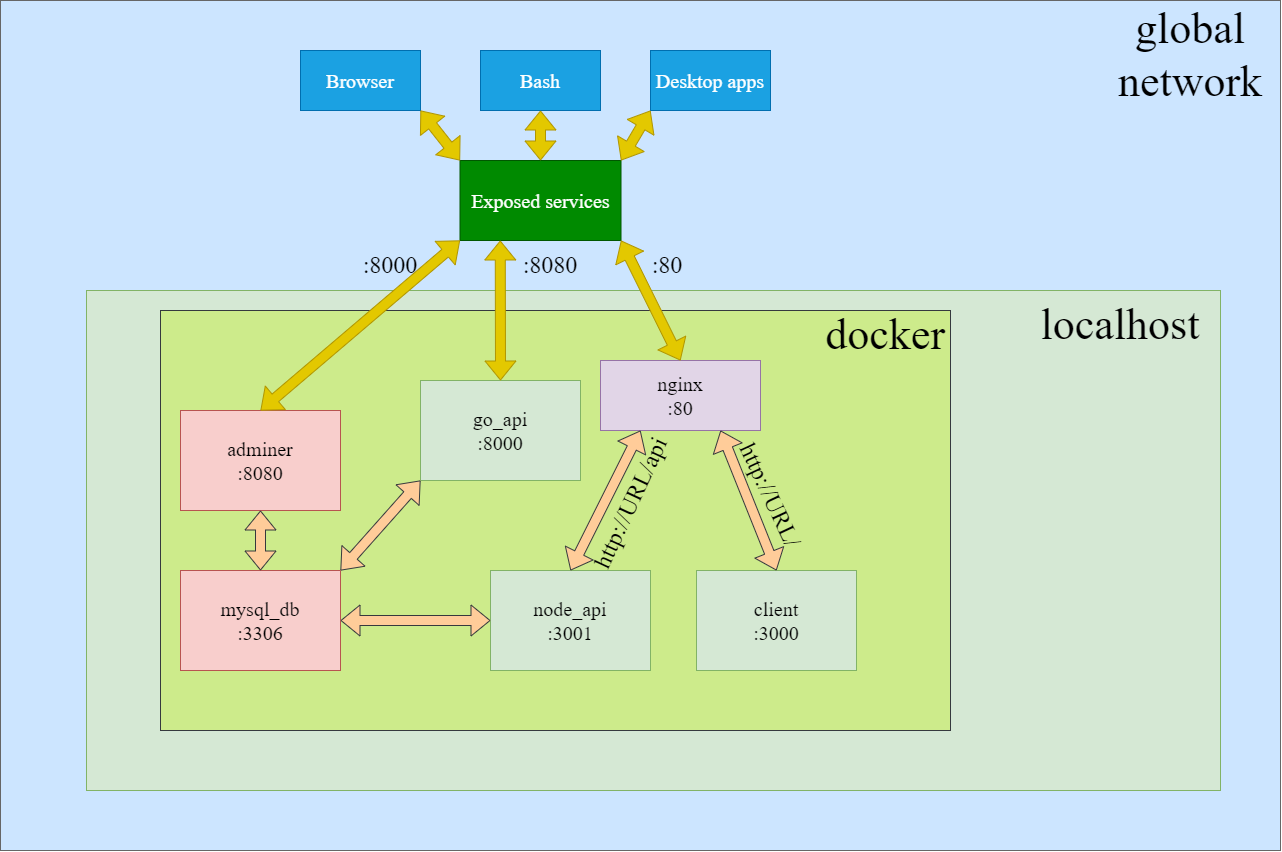 global
network
Browser
Bash
Desktop apps
Exposed services
:8000
:8080
:80
localhost
docker
nginx
:80
go_api
:8000
adminer
:8080
http://URL/api
http://URL/
mysql_db
:3306
node_api
:3001
client
:3000